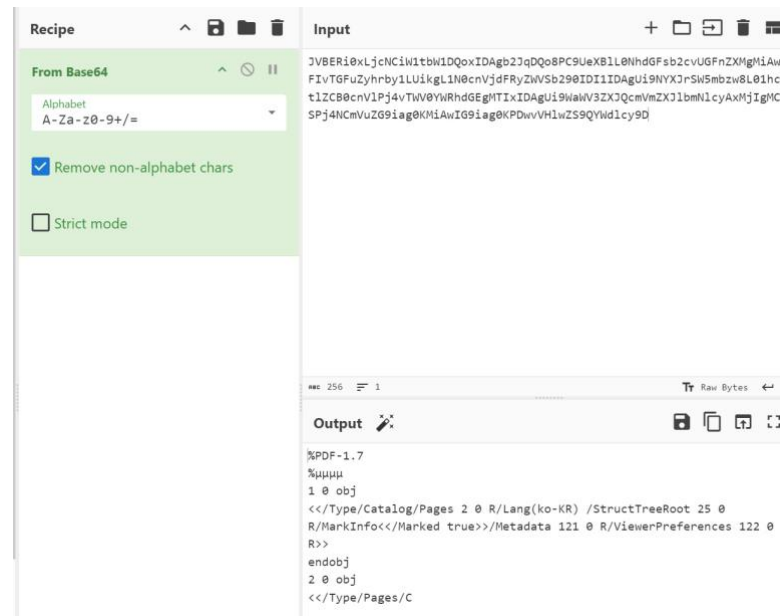 Recipe
From Base64
Alphabet
A-Za-z0-9+/=
Remove non-alphabet chars
Strict mode
Input
JVBERi0xLjcNCiW1tbW1DQoxIDAgb2JqDQo8PC9UeXBlL0NhdGFsb2cvUGFnZXMgMiAw
FIvTGFuZyhrby1LUikgL1N0cnVjdFRyZWVSb290IDI1IDAgUi9NYXJrSW5mbzw8L01hc
tlZCB0cnVlPj4vTWV0YWRhdGEgMTIxIDAgUi9WaWV3ZXJQcmVmZXJlbmNlcyAxMjIgMC
SPj4NCmVuZG9iag0KMiAwIG9iag0KPDwvVHlwZS9QYWdlcy9D
ABC 256 1 Tт Raw Bytes
Output
%PDF-1.7
%µµµµ
1 0 obj
<</Type/Catalog/Pages 2 0 R/Lang(ko-KR) /StructTreeRoot 25 0
R/MarkInfo<</Marked true>>/Metadata 121 0 R/ViewerPreferences 122 0
R>>
endobj
2 0 obj
<</Type/Pages/C